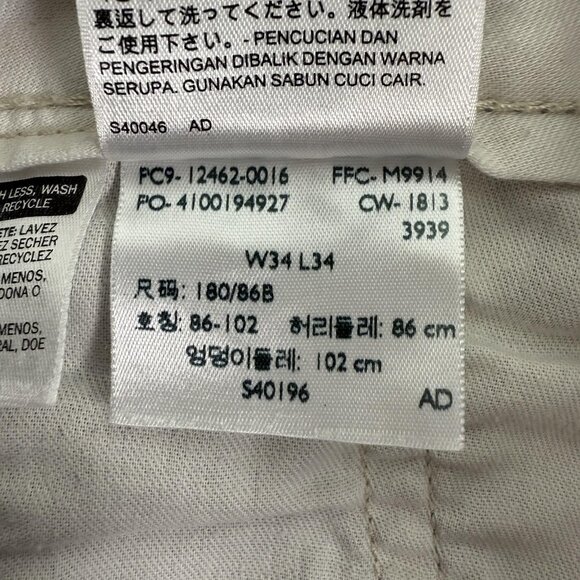 裏返して洗ってください。液体洗剤を
ご使用下さい。- PENCUCIAN DAN
PENGERINGAN DIBALIK DENGAN WARNA
SERUPA. GUNAKAN SABUN CUCI CAIR.
S40046 AD
H LESS, WASH
RECYCLE
ETE: LAVEZ
EZ SECHER
RECYCLEZ
MENOS,
DONA O
MENOS,
RAL, DOE
PC9- 12462-0016 FFC- M9914
PO- 4100194927 CW- 1813
3939
W34 L34
尺码: 180/86B
호칭: 86-102 허리둘레: 86 cm
엉덩이둘레: 102 cm
S40196 AD